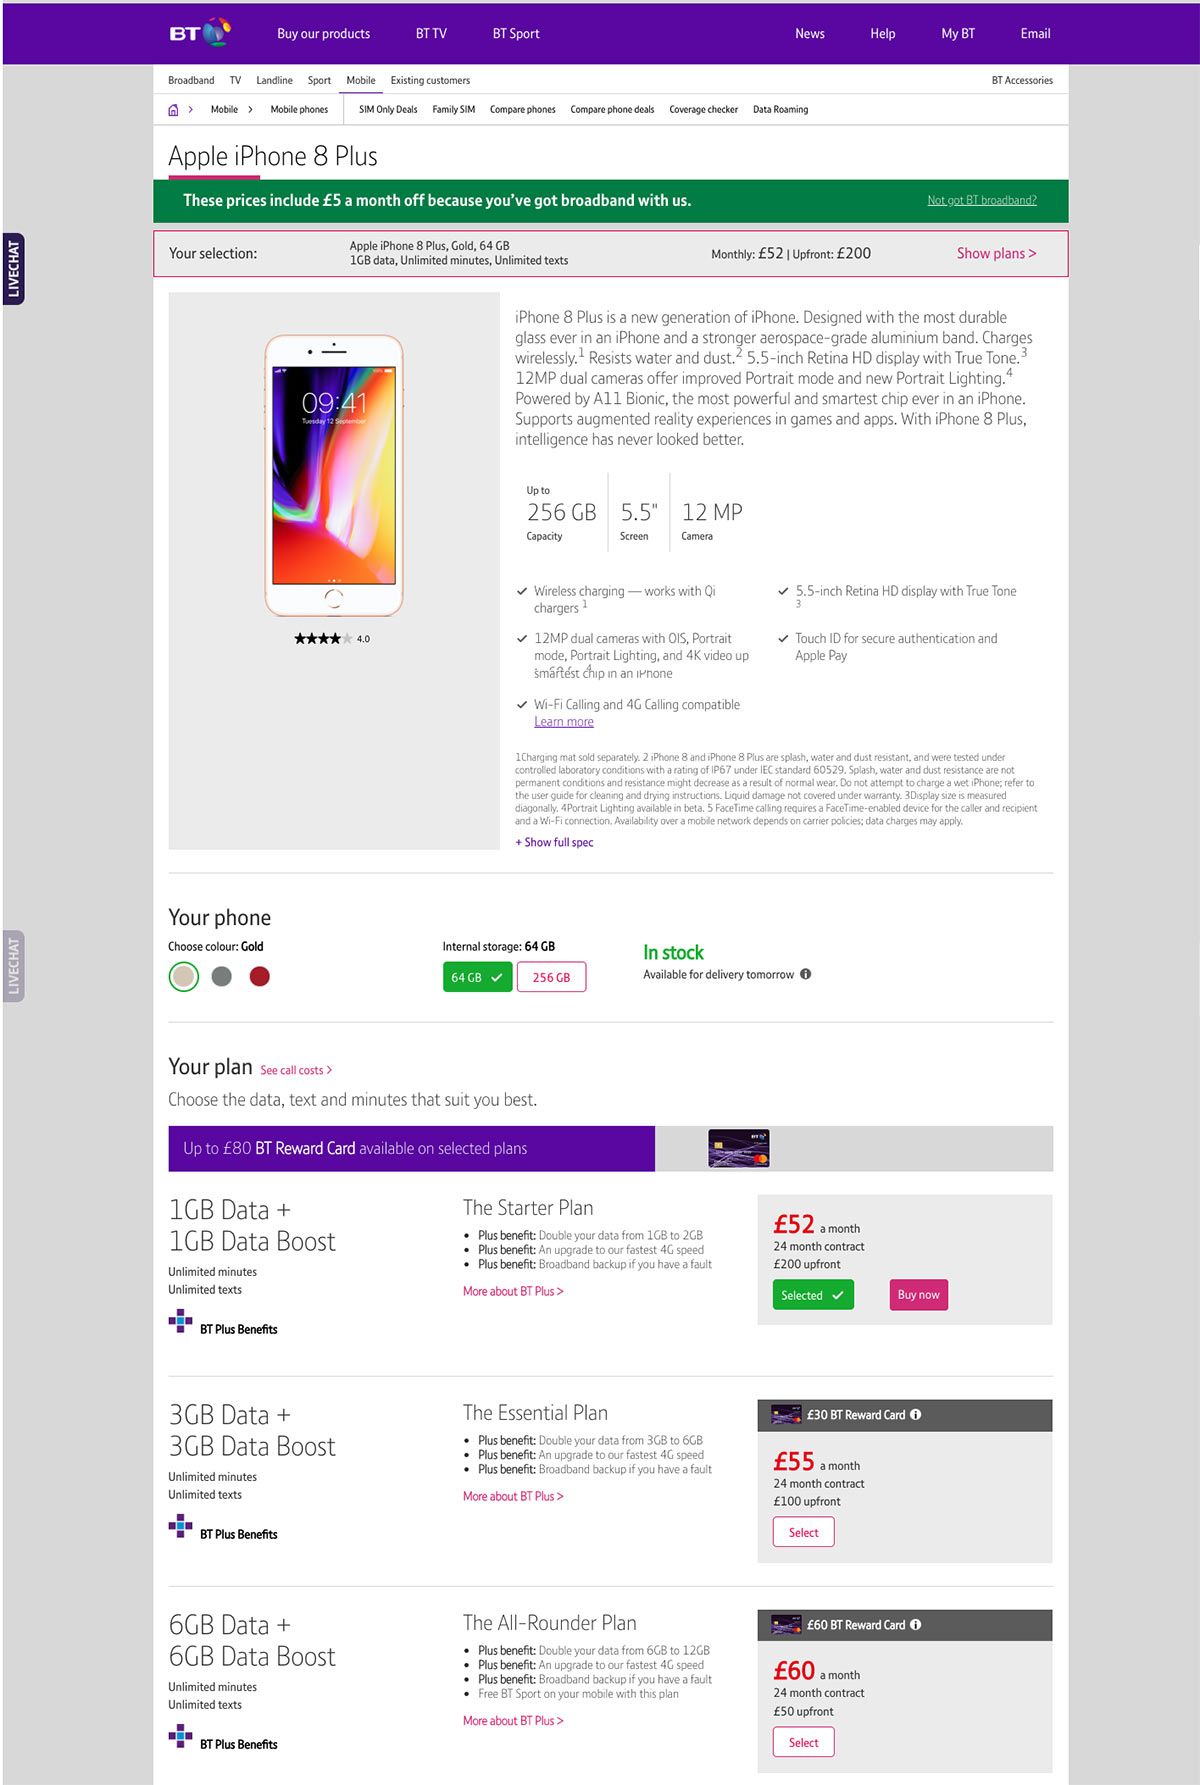 BT
Buy our products
BT TV
BT Sport
News
Help
My BT
Email
Broadband
TV
Landline
Sport
Mobile
Existing customers
BT Accessories
Mobile
Mobile phones
SIM Only Deals
Family SIM
Compare phones
Compare phone deals
Coverage checker
Data Roaming
Apple iPhone 8 Plus
These prices include £5 a month off because you've got broadband with us.
Not got BT broadband?
LIVECHAT
Your selection:
Apple iPhone 8 Plus, Gold, 64 GB
1GB data, Unlimited minutes, Unlimited texts
Monthly: £52 | Upfront: £200
Show plans >
09:41
Tuesday 12 September
4.0
iPhone 8 Plus is a new generation of iPhone. Designed with the most durable
glass ever in an iPhone and a stronger aerospace-grade aluminium band. Charges
wirelessly.1 Resists water and dust.2 5.5-inch Retina HD display with True Tone.3
12MP dual cameras offer improved Portrait mode and new Portrait Lighting.4
Powered by A11 Bionic, the most powerful and smartest chip ever in an iPhone.
Supports augmented reality experiences in games and apps. With iPhone 8 Plus,
intelligence has never looked better.
Up to
256 GB
Capacity
5.5"
Screen
12 MP
Camera
Wireless charging — works with Qi
chargers 1
5.5-inch Retina HD display with True Tone
3
12MP dual cameras with OIS, Portrait
mode, Portrait Lighting, and 4K video up
smartest chip in an iPhone
Touch ID for secure authentication and
Apple Pay
Wi-Fi Calling and 4G Calling compatible
Learn more
1Charging mat sold separately. 2 iPhone 8 and iPhone 8 Plus are splash, water and dust resistant, and were tested under
controlled laboratory conditions with a rating of IP67 under IEC standard 60529. Splash, water and dust resistance are not
permanent conditions and resistance might decrease as a result of normal wear. Do not attempt to charge a wet iPhone; refer to
the user guide for cleaning and drying instructions. Liquid damage not covered under warranty. 3Display size is measured
diagonally. 4Portrait Lighting available in beta. 5 FaceTime calling requires a FaceTime-enabled device for the caller and recipient
and a Wi-Fi connection. Availability over a mobile network depends on carrier policies; data charges may apply.
+ Show full spec
Your phone
Choose colour: Gold
Internal storage: 64 GB
64 GB
256 GB
In stock
Available for delivery tomorrow
LIVECHAT
Your plan
See call costs >
Choose the data, text and minutes that suit you best.
Up to £80 BT Reward Card available on selected plans
1GB Data +
1GB Data Boost
Unlimited minutes
Unlimited texts
BT Plus Benefits
The Starter Plan
Plus benefit: Double your data from 1GB to 2GB
Plus benefit: An upgrade to our fastest 4G speed
Plus benefit: Broadband backup if you have a fault
More about BT Plus >
£52 a month
24 month contract
£200 upfront
Selected
Buy now
3GB Data +
3GB Data Boost
Unlimited minutes
Unlimited texts
BT Plus Benefits
The Essential Plan
Plus benefit: Double your data from 3GB to 6GB
Plus benefit: An upgrade to our fastest 4G speed
Plus benefit: Broadband backup if you have a fault
More about BT Plus >
£30 BT Reward Card
£55 a month
24 month contract
£100 upfront
Select
6GB Data +
6GB Data Boost
Unlimited minutes
Unlimited texts
BT Plus Benefits
The All-Rounder Plan
Plus benefit: Double your data from 6GB to 12GB
Plus benefit: An upgrade to our fastest 4G speed
Plus benefit: Broadband backup if you have a fault
Free BT Sport on your mobile with this plan
More about BT Plus >
£60 BT Reward Card
£60 a month
24 month contract
£50 upfront
Select